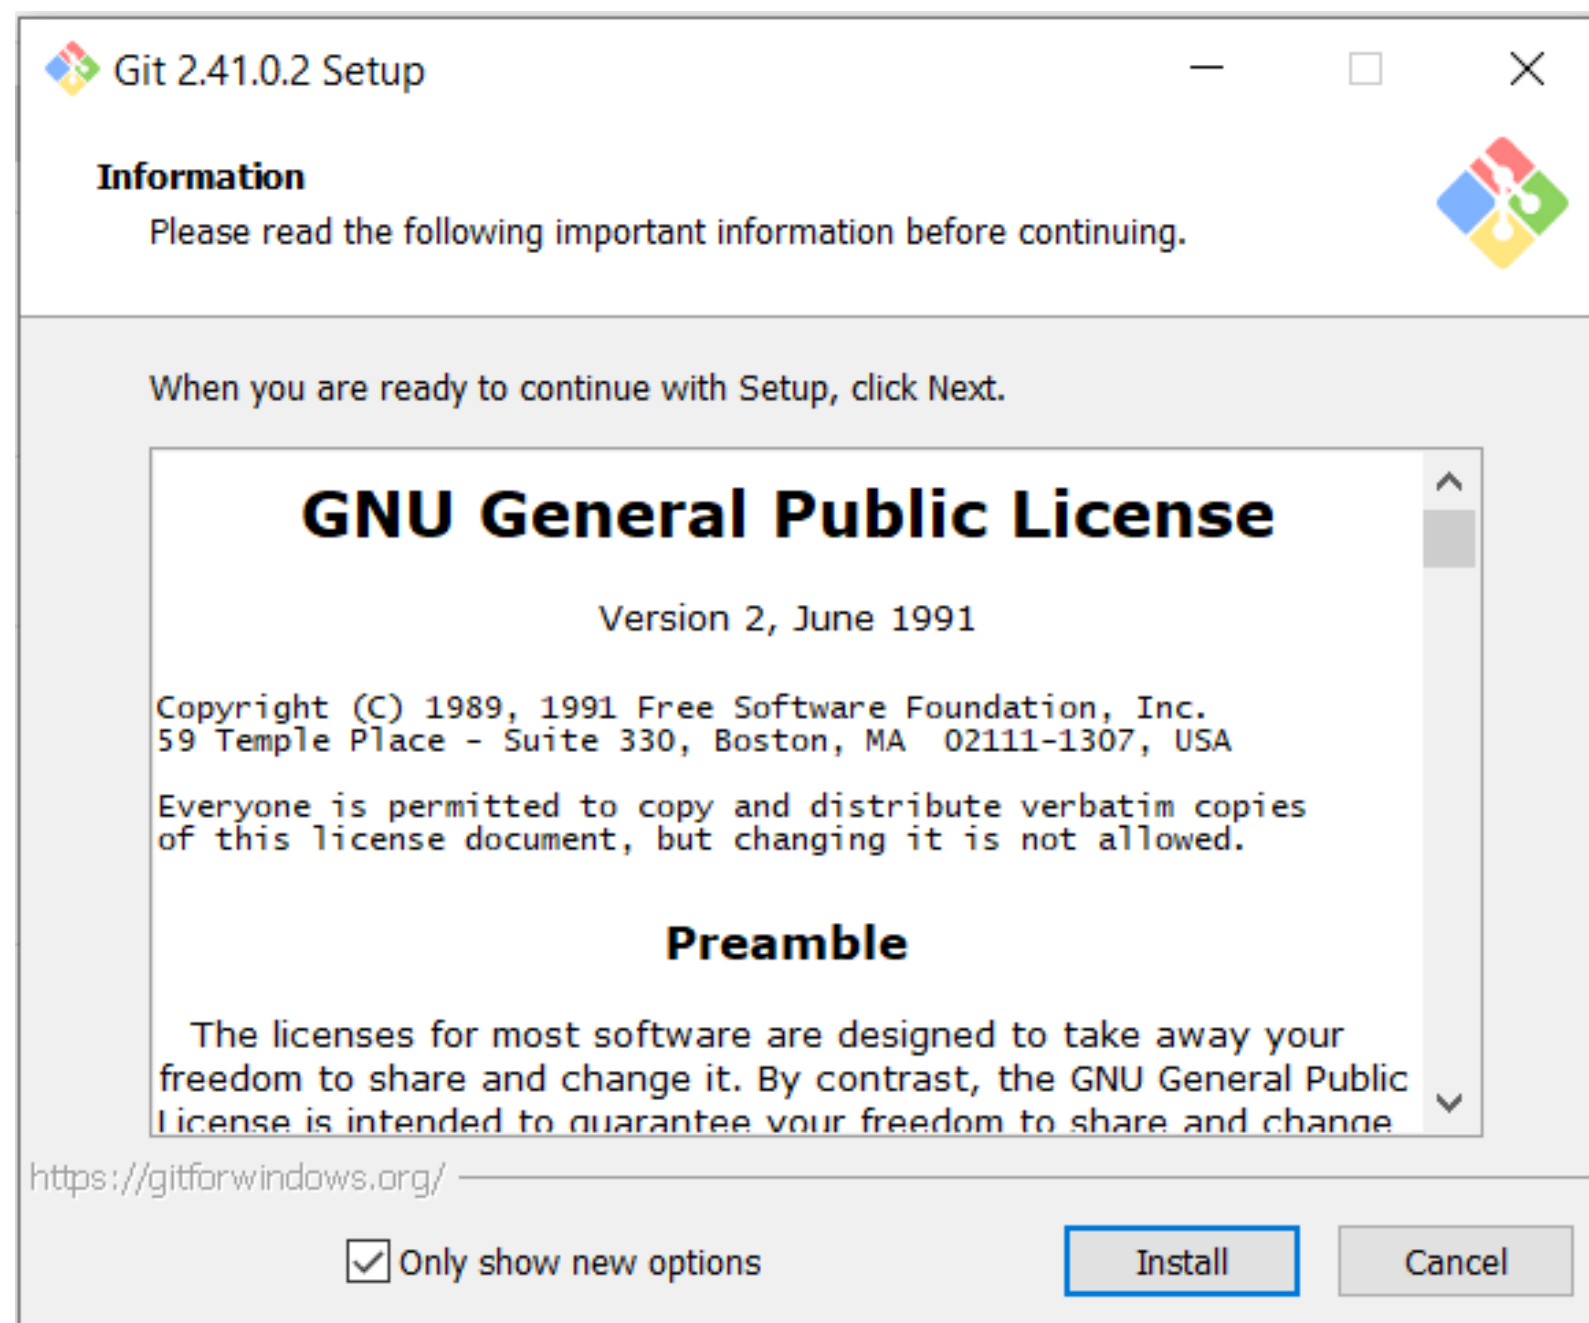 Git 2.41.0.2 Setup
Information
Please read the following important information before continuing.
When you are ready to continue with Setup, click Next.
GNU General Public License
Version 2, June 1991
Copyright (C) 1989, 1991 Free Software Foundation, Inc.
59 Temple Place - Suite 330, Boston, MA  02111-1307, USA
Everyone is permitted to copy and distribute verbatim copies
of this license document, but changing it is not allowed.
Preamble
The licenses for most software are designed to take away your
freedom to share and change it. By contrast, the GNU General Public
License is intended to guarantee your freedom to share and change
https://gitforwindows.org/
Only show new options
Install
Cancel